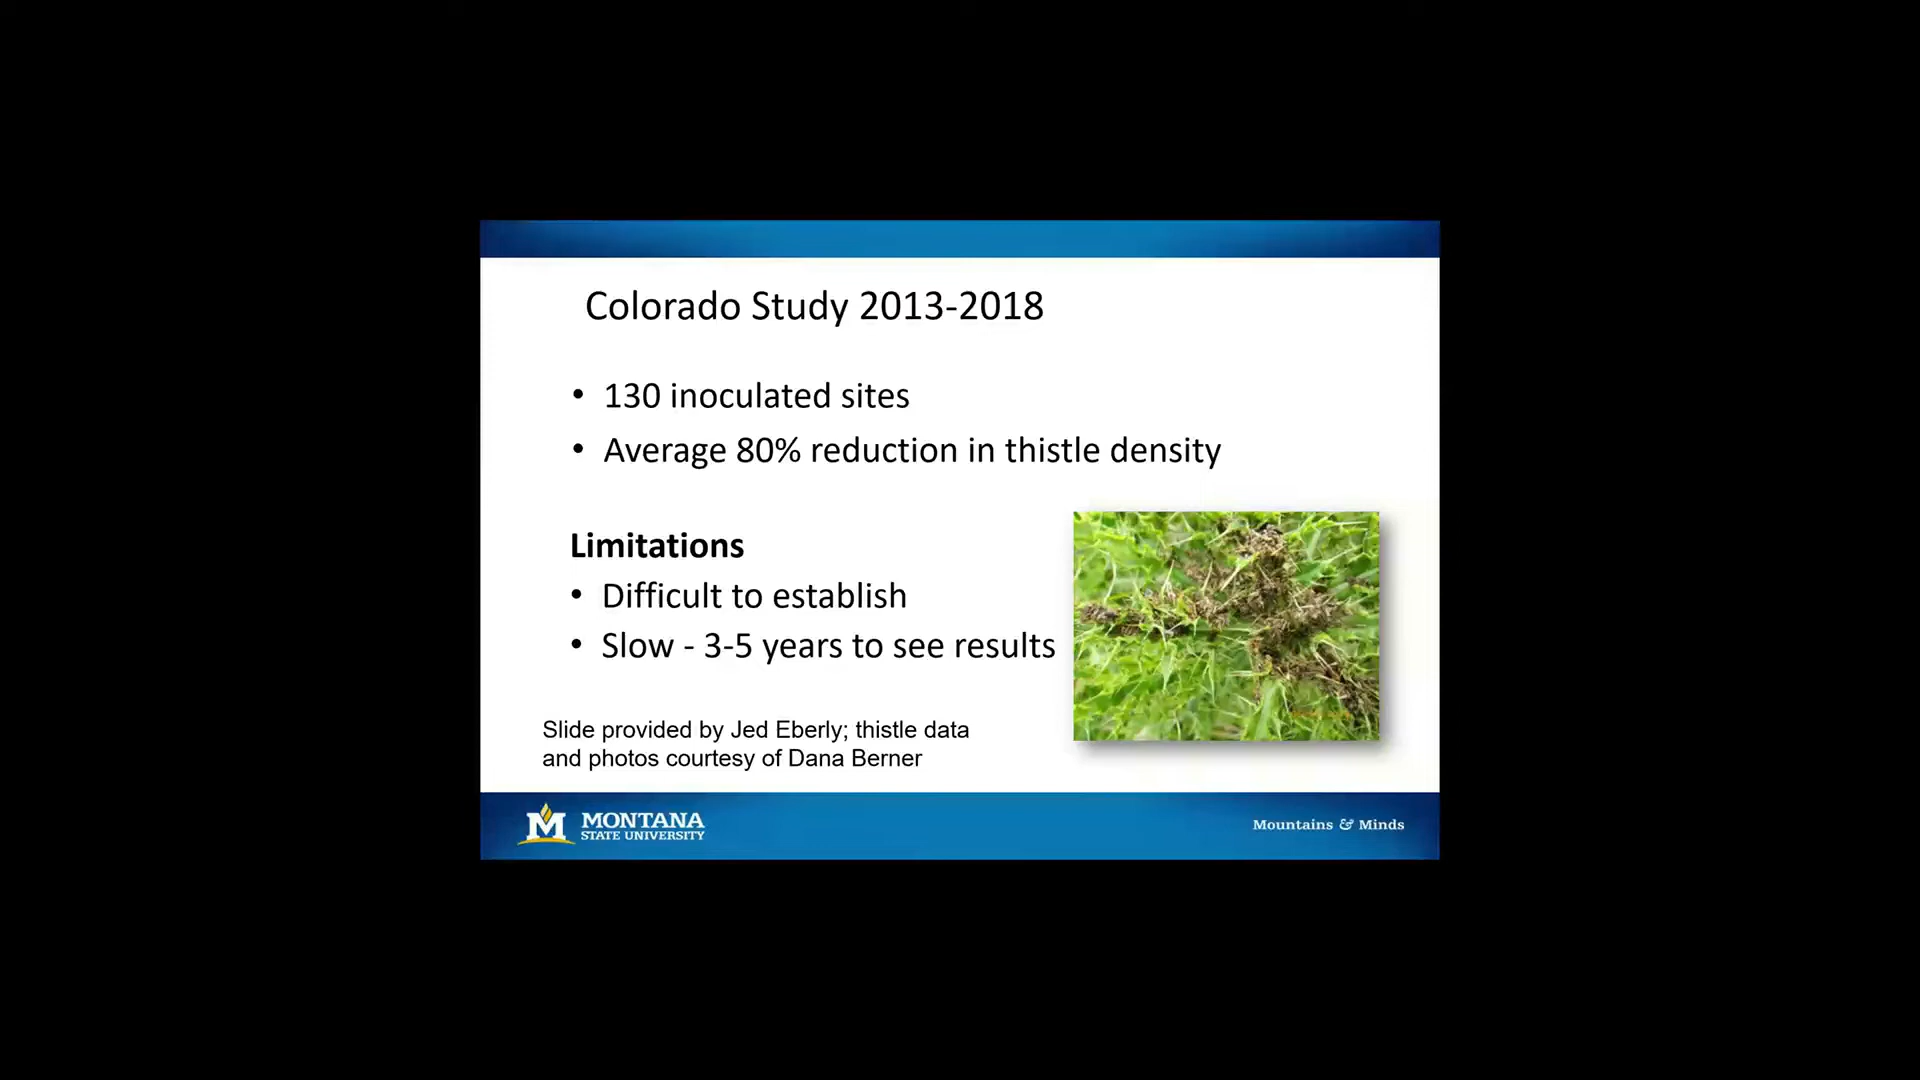 Colorado Study 2013-2018
• 130 inoculated sites
• Average 80% reduction in thistle density
Limitations
• Difficult to establish
• Slow - 3-5 years to see results
Slide provided by Jed Eberly; thistle data
and photos courtesy of Dana Berner
M MONTANA
STATE UNIVERSITY
Mountains & Minds